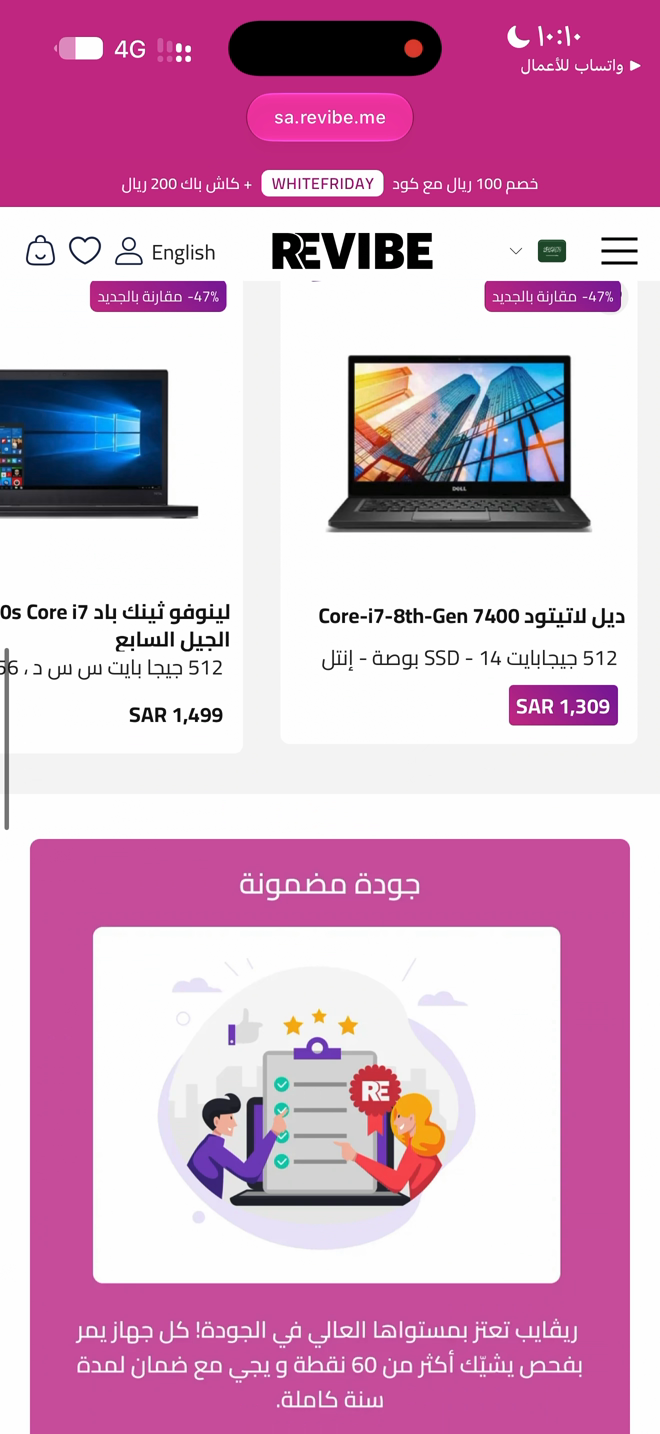 ١٠:١٠
4G
◀ واتساب للأعمال
sa.revibe.me
خصم 100 ريال مع كود WHITEFRIDAY + كاش باك 200 ريال
REVIBE
English
-47% مقارنة بالجديد
-47% مقارنة بالجديد
DELL
ديل لاتيتود 7400 Core-i7-8th-Gen
512 جيجابايت SSD - 14 بوصة - إنتل
SAR 1,309
لينوفو ثينك باد 0s Core i7
الجيل السابع
512 جيجا بايت س س د ، 56
SAR 1,499
جودة مضمونة
RE
ريڤايب تعتز بمستواها العالي في الجودة! كل جهاز يمر
بفحص يشيّك أكثر من 60 نقطة و يجي مع ضمان لمدة
سنة كاملة.